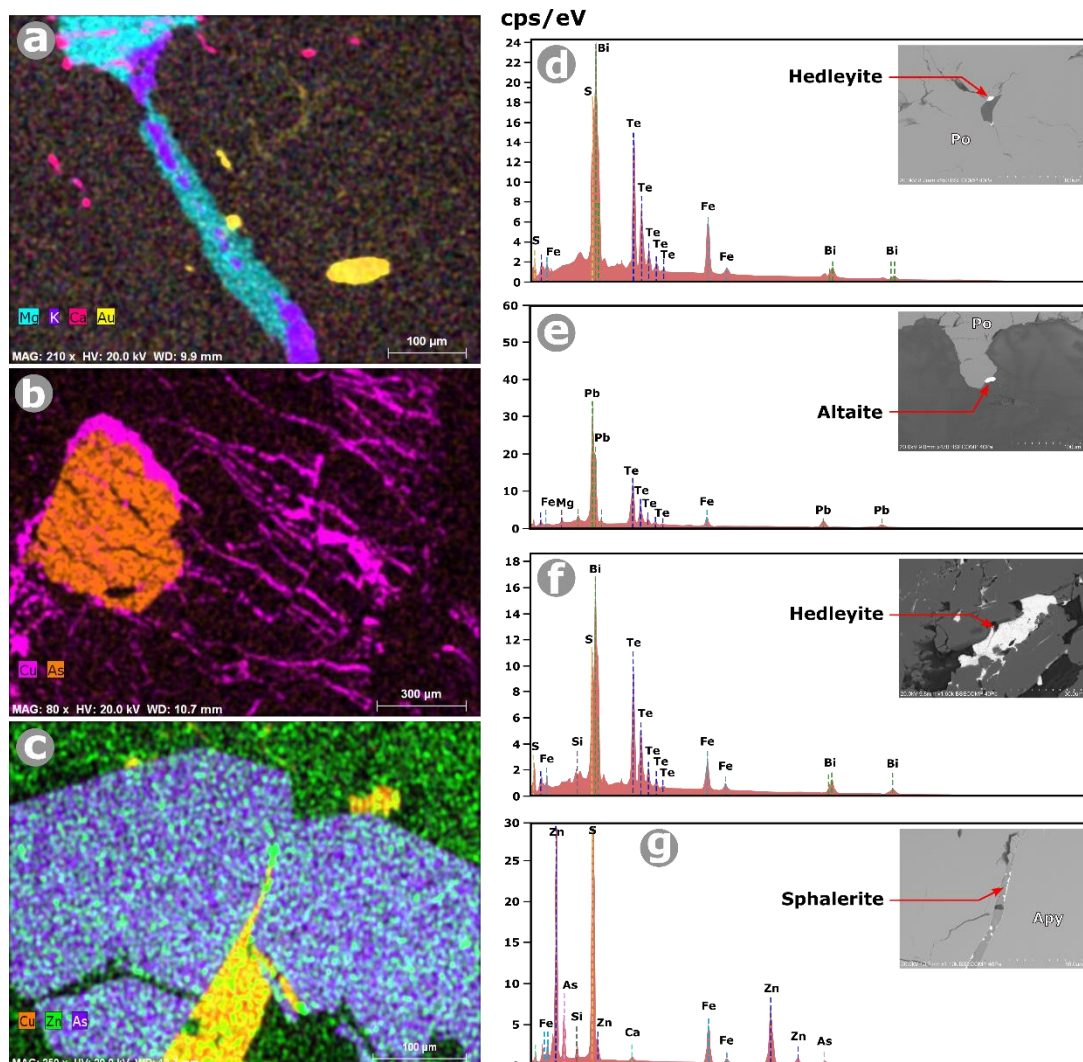 a
Mg K Ca Au
100 µm
MAG: 210 x HV: 20.0 kV WD: 9.9 mm
b
Cu As
300 µm
MAG: 80 x HV: 20.0 kV WD: 10.7 mm
c
Cu Zn As
100 µm
cps/eV
d
24
22
20
18
16
14
12
10
8
6
4
2
0
S Fe S Bi Te Te Te Te Te Fe Fe Bi Bi
Hedleyite
Po
e
60
50
40
30
20
10
0
Fe Mg Pb Pb Te Te Te Te Fe Pb Pb
Altaite
Po
f
18
16
14
12
10
8
6
4
2
0
S Fe Si S Bi Te Te Te Te Te Fe Fe Bi Bi
Hedleyite
g
30
25
20
15
10
5
Fe Zn As Si S Zn Ca Fe Fe Zn Zn As
Sphalerite
Apy